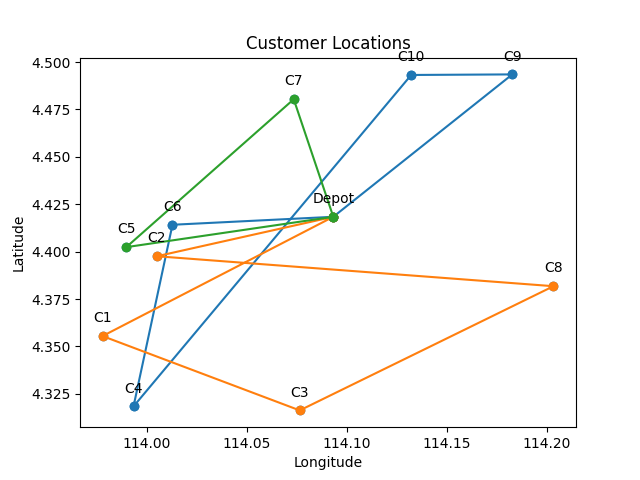 Customer Locations
4.500
4.475
4.450
4.425
4.400
4.375
4.350
4.325
Latitude
C10
C9
C7
Depot
C6
C5
C2
C8
C1
C4
C3
114.00
114.05
114.10
114.15
114.20
Longitude